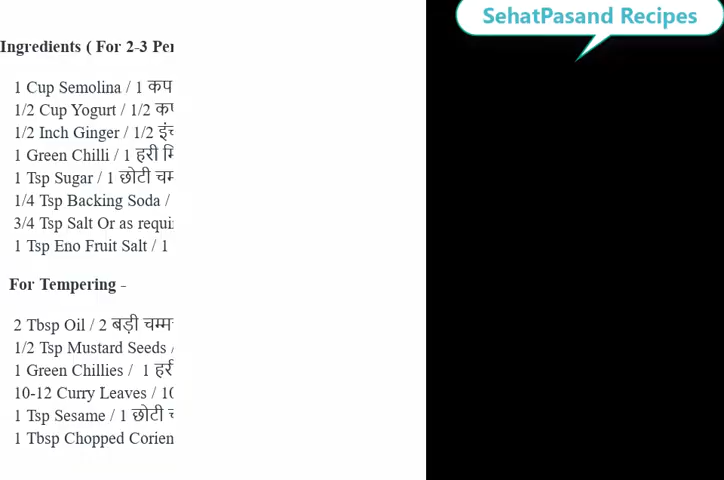 SehatPasand Recipes
Ingredients ( For 2-3
1 Cup Semolina / 1 कप
1/2 Cup Yogurt / 1/2
1/2 Inch Ginger / 1/2
1 Green Chilli / 1 हरी
1 Tsp Sugar / 1 छोटी
1/4 Tsp Backing Soda /
3/4 Tsp Salt Or as
1 Tsp Eno Fruit Salt / 1
For Tempering -
2 Tbsp Oil / 2 बड़ी
1/2 Tsp Mustard Seeds /
1 Green Chillies / 1
10-12 Curry Leaves /
1 Tsp Sesame / 1 छोटी
1 Tbsp Chopped